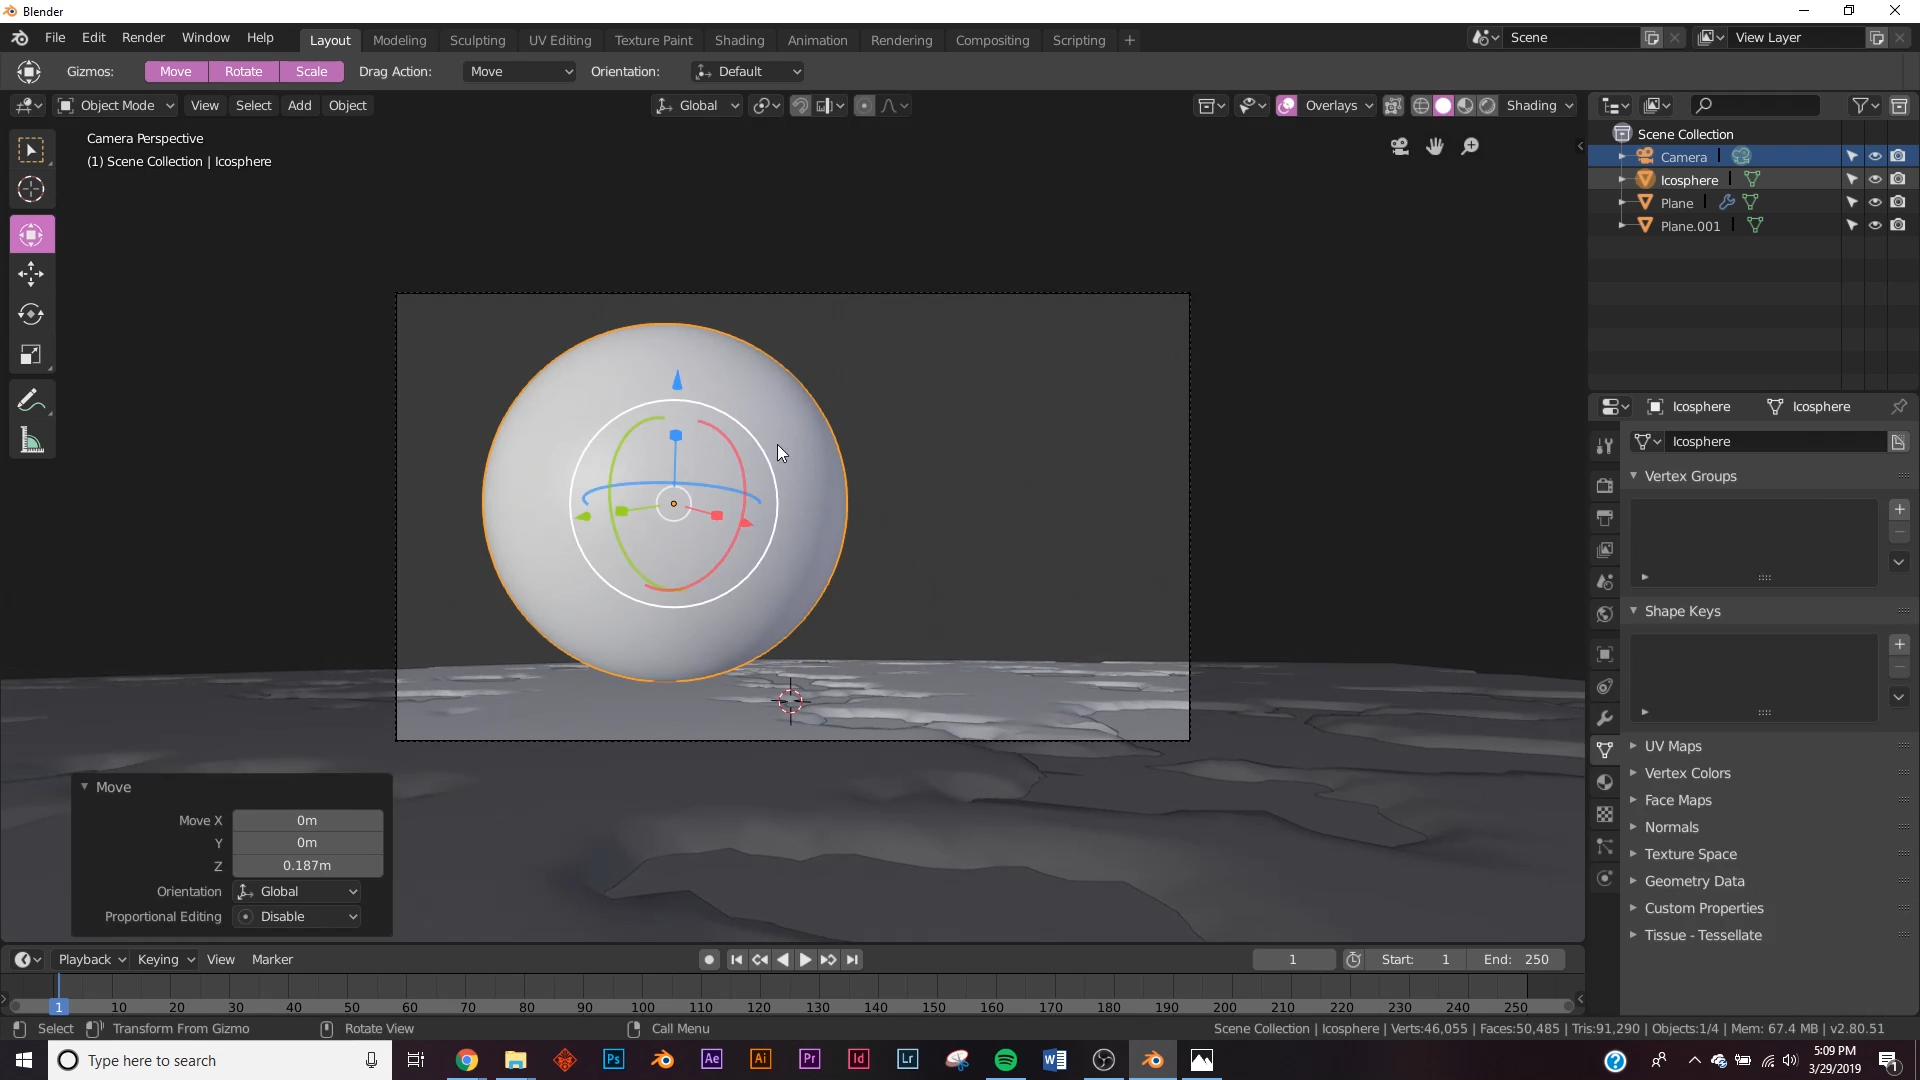 Blender
File Edit Render Window Help Layout Modeling Sculpting UV Editing Texture Paint Shading Animation Rendering Compositing Scripting + Scene View Layer
Gizmos: Move Rotate Scale Drag Action: Move Orientation: Default
Object Mode View Select Add Object Global Overlays Shading
Camera Perspective
(1) Scene Collection | Icosphere
Scene Collection
Camera
Icosphere
Plane
Plane.001
Icosphere Icosphere
Icosphere
Vertex Groups
Shape Keys
UV Maps
Vertex Colors
Face Maps
Normals
Texture Space
Geometry Data
Custom Properties
Tissue - Tessellate
Move
Move X 0m
Y 0m
Z 0.187m
Orientation Global
Proportional Editing Disable
Playback Keying View Marker 1 Start: 1 End: 250
1 10 20 30 40 50 60 70 80 90 100 110 120 130 140 150 160 170 180 190 200 210 220 230 240 250
Select Transform From Gizmo Rotate View Call Menu Scene Collection | Icosphere | Verts:46,055 | Faces:50,485 | Tris:91,290 | Objects:1/4 | Mem: 67.4 MB | v2.80.51
Type here to search Ps Ae Ai Pr Id Lr W 5:09 PM
3/29/2019 1